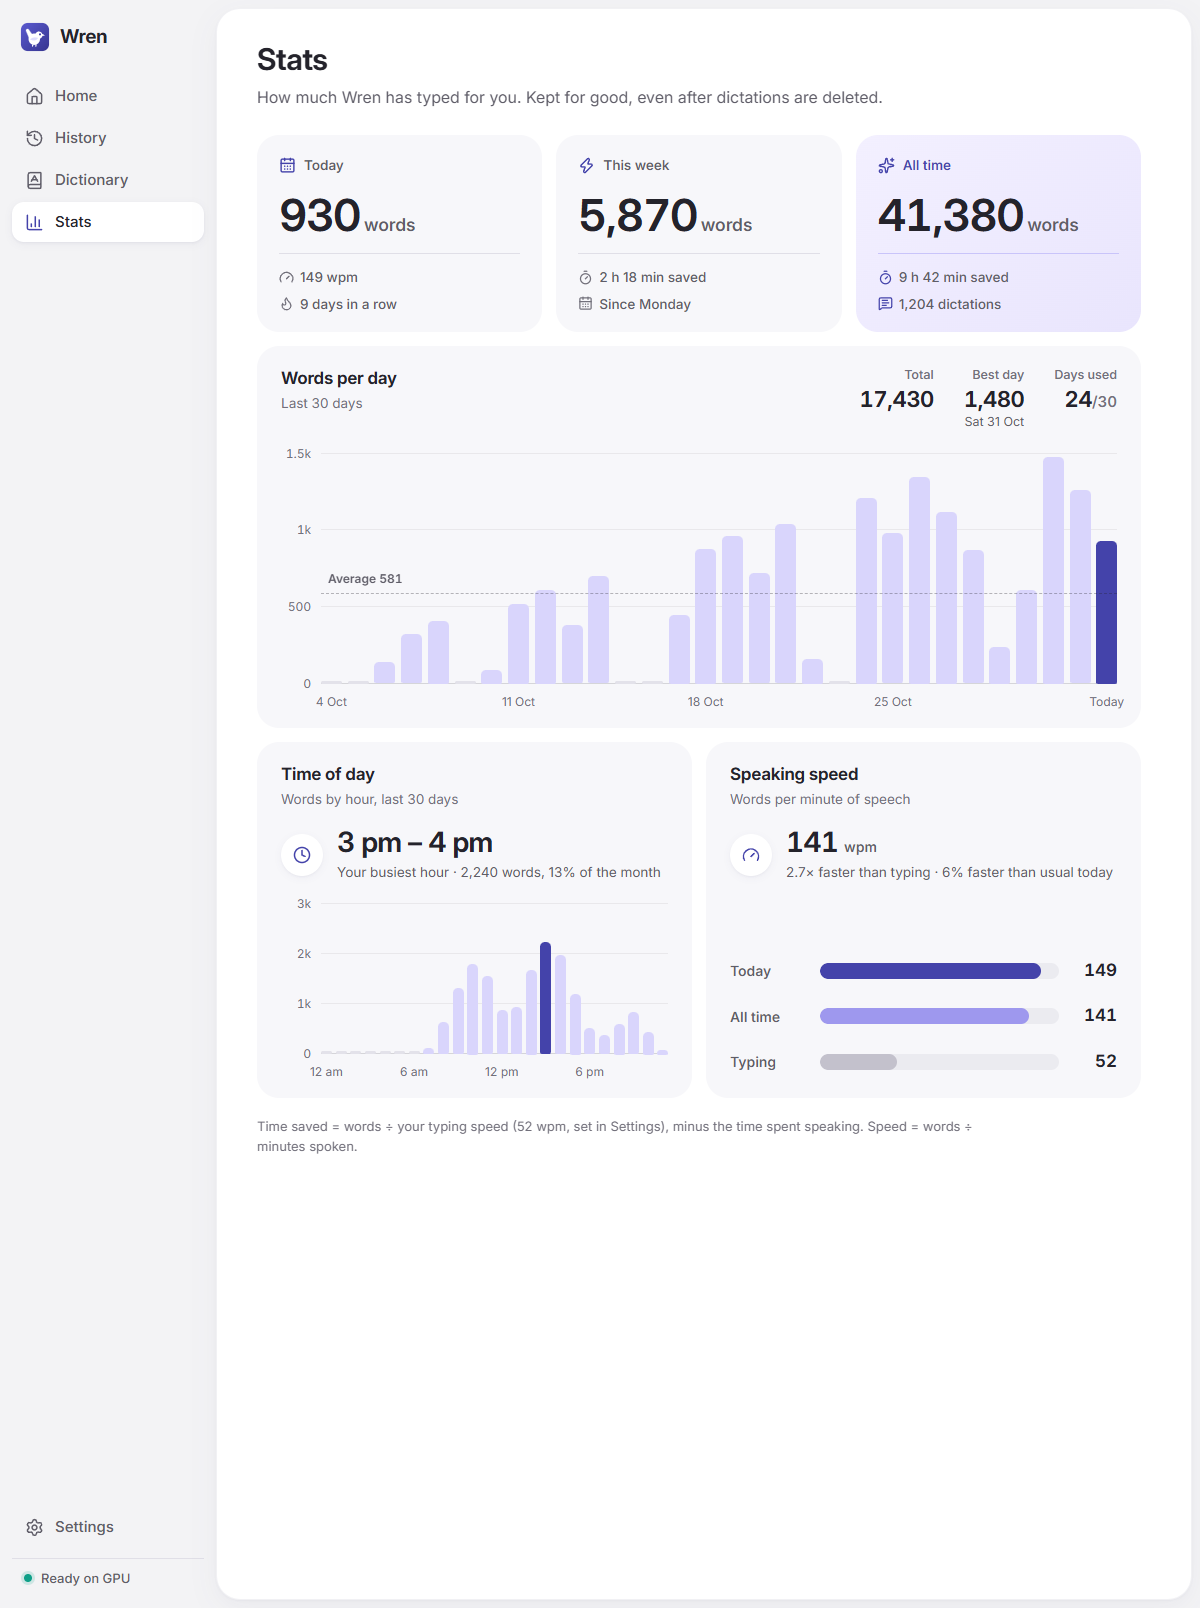 Wren
Home
History
Dictionary
Stats
Settings
Ready on GPU
Stats
How much Wren has typed for you. Kept for good, even after dictations are deleted.
Today
930 words
149 wpm
9 days in a row
This week
5,870 words
2 h 18 min saved
Since Monday
All time
41,380 words
9 h 42 min saved
1,204 dictations
Words per day
Last 30 days
Total
17,430
Best day
1,480
Sat 31 Oct
Days used
24/30
1.5k
1k
Average 581
500
0
4 Oct
11 Oct
18 Oct
25 Oct
Today
Time of day
Words by hour, last 30 days
3 pm – 4 pm
Your busiest hour · 2,240 words, 13% of the month
3k
2k
1k
0
12 am
6 am
12 pm
6 pm
Speaking speed
Words per minute of speech
141 wpm
2.7× faster than typing · 6% faster than usual today
Today 149
All time 141
Typing 52
Time saved = words ÷ your typing speed (52 wpm, set in Settings), minus the time spent speaking. Speed = words ÷
minutes spoken.